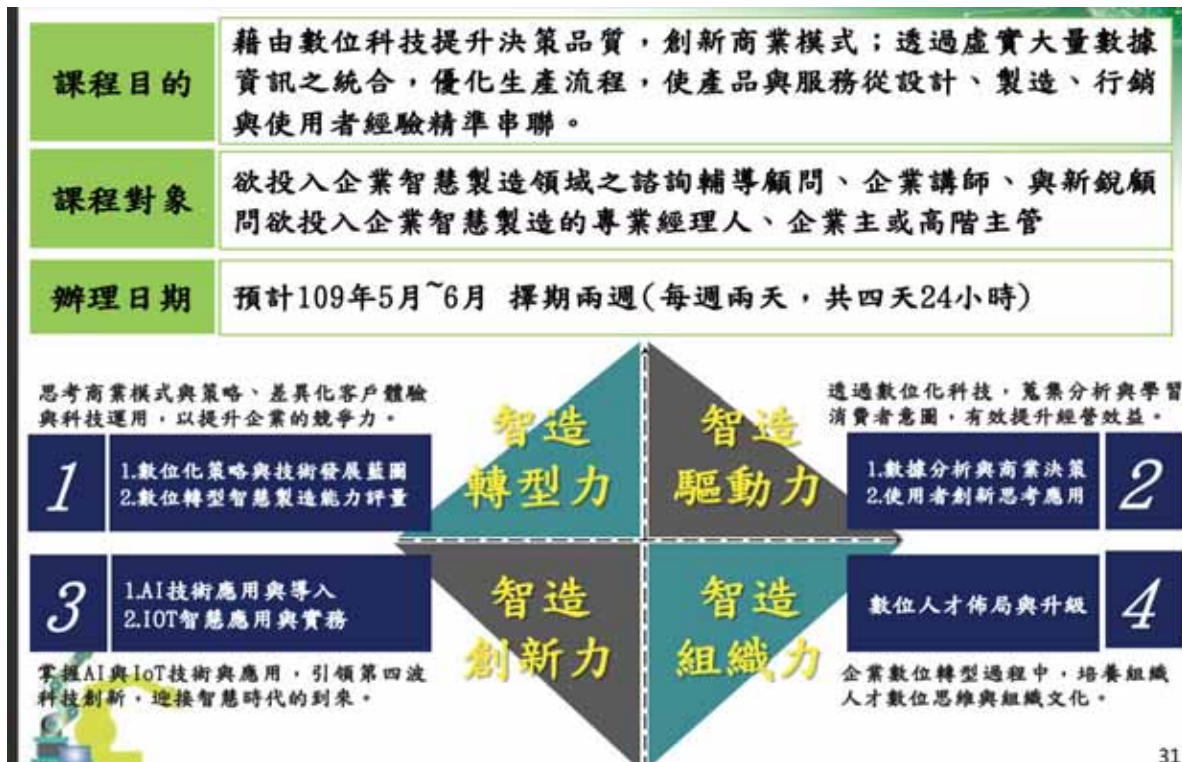 課程目的
藉由數位科技提升決策品質，創新商業模式；透過虛實大量數據
資訊之統合，優化生產流程，使產品與服務從設計、製造、行銷
與使用者經驗精準串聯。
課程對象
欲投入企業智慧製造領域之諮詢輔導顧問、企業講師、與新銳顧
問欲投入企業智慧製造的專業經理人、企業主或高階主管
辦理日期
預計109年5月~6月 擇期兩週(每週兩天，共四天24小時)
思考商業模式與策略、差異化客戶體驗
與科技運用，以提升企業的競爭力。
1
1.數位化策略與技術發展藍圖
2.數位轉型智慧製造能力評量
智造
轉型力
智造
驅動力
透過數位化科技，蒐集分析與學習
消費者意圖，有效提升經營效益。
1.數據分析與商業決策
2.使用者創新思考應用
2
3
1.AI技術應用與導入
2.IOT智慧應用與實務
掌握AI與IoT技術與應用，引領第四波
科技創新，迎接智慧時代的到來。
智造
創新力
智造
組織力
數位人才佈局與升級
4
企業數位轉型過程中，培養組織
人才數位思維與組織文化。
31